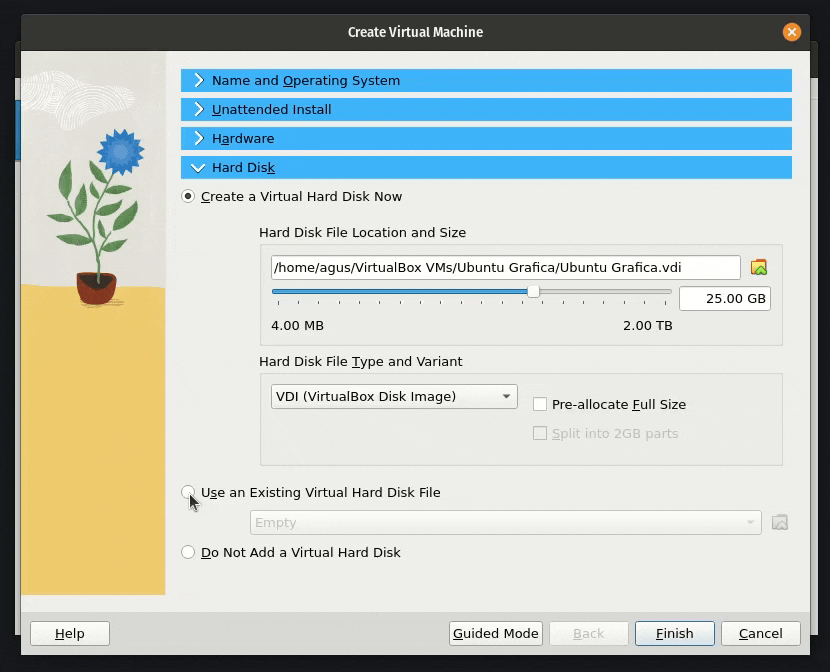 Create Virtual Machine
Name and Operating System
Unattended Install
Hardware
Hard Disk
Create a Virtual Hard Disk Now
Hard Disk File Location and Size
/home/agus/VirtualBox VMs/Ubuntu Grafica/Ubuntu Grafica.vdi
25.00 GB
4.00 MB 2.00 TB
Hard Disk File Type and Variant
VDI (VirtualBox Disk Image)
Pre-allocate Full Size
Split into 2GB parts
Use an Existing Virtual Hard Disk File
Empty
Do Not Add a Virtual Hard Disk
Help Guided Mode Back Finish Cancel